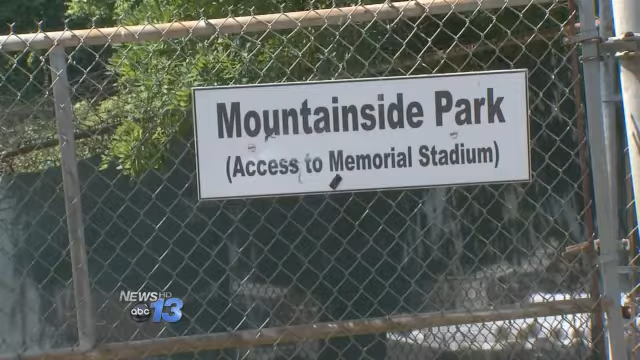 Mountainside Park
(Access to Memorial Stadium)
NEWS HD
abc 13